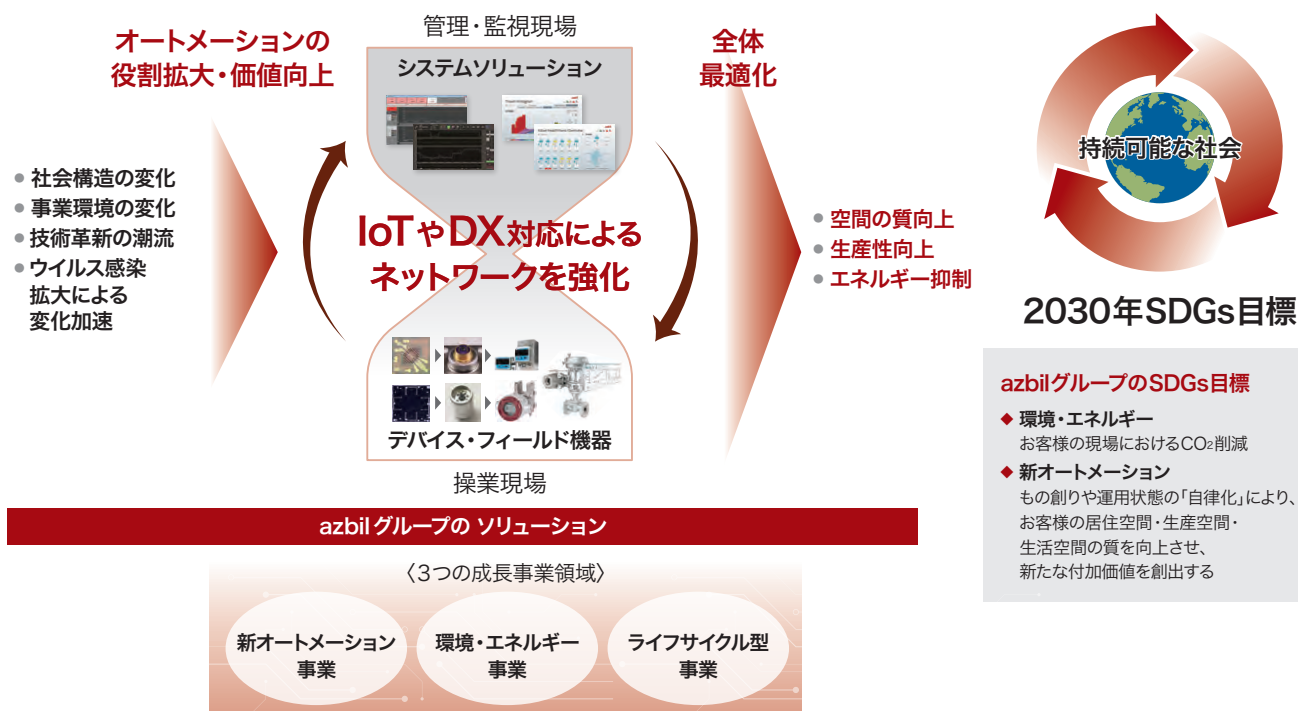 オートメーションの
役割拡大・価値向上
● 社会構造の変化
● 事業環境の変化
● 技術革新の潮流
● ウイルス感染
拡大による
変化加速
管理・監視現場
システムソリューション
IoTやDX対応による
ネットワークを強化
デバイス・フィールド機器
操業現場
全体
最適化
● 空間の質向上
● 生産性向上
● エネルギー抑制
azbilグループの ソリューション
〈3つの成長事業領域〉
新オートメーション
事業
環境・エネルギー
事業
ライフサイクル型
事業
持続可能な社会
2030年SDGs目標
azbilグループのSDGs目標
◆ 環境・エネルギー
お客様の現場におけるCO₂削減
◆ 新オートメーション
もの創りや運用状態の「自律化」により、
お客様の居住空間・生産空間・
生活空間の質を向上させ、
新たな付加価値を創出する